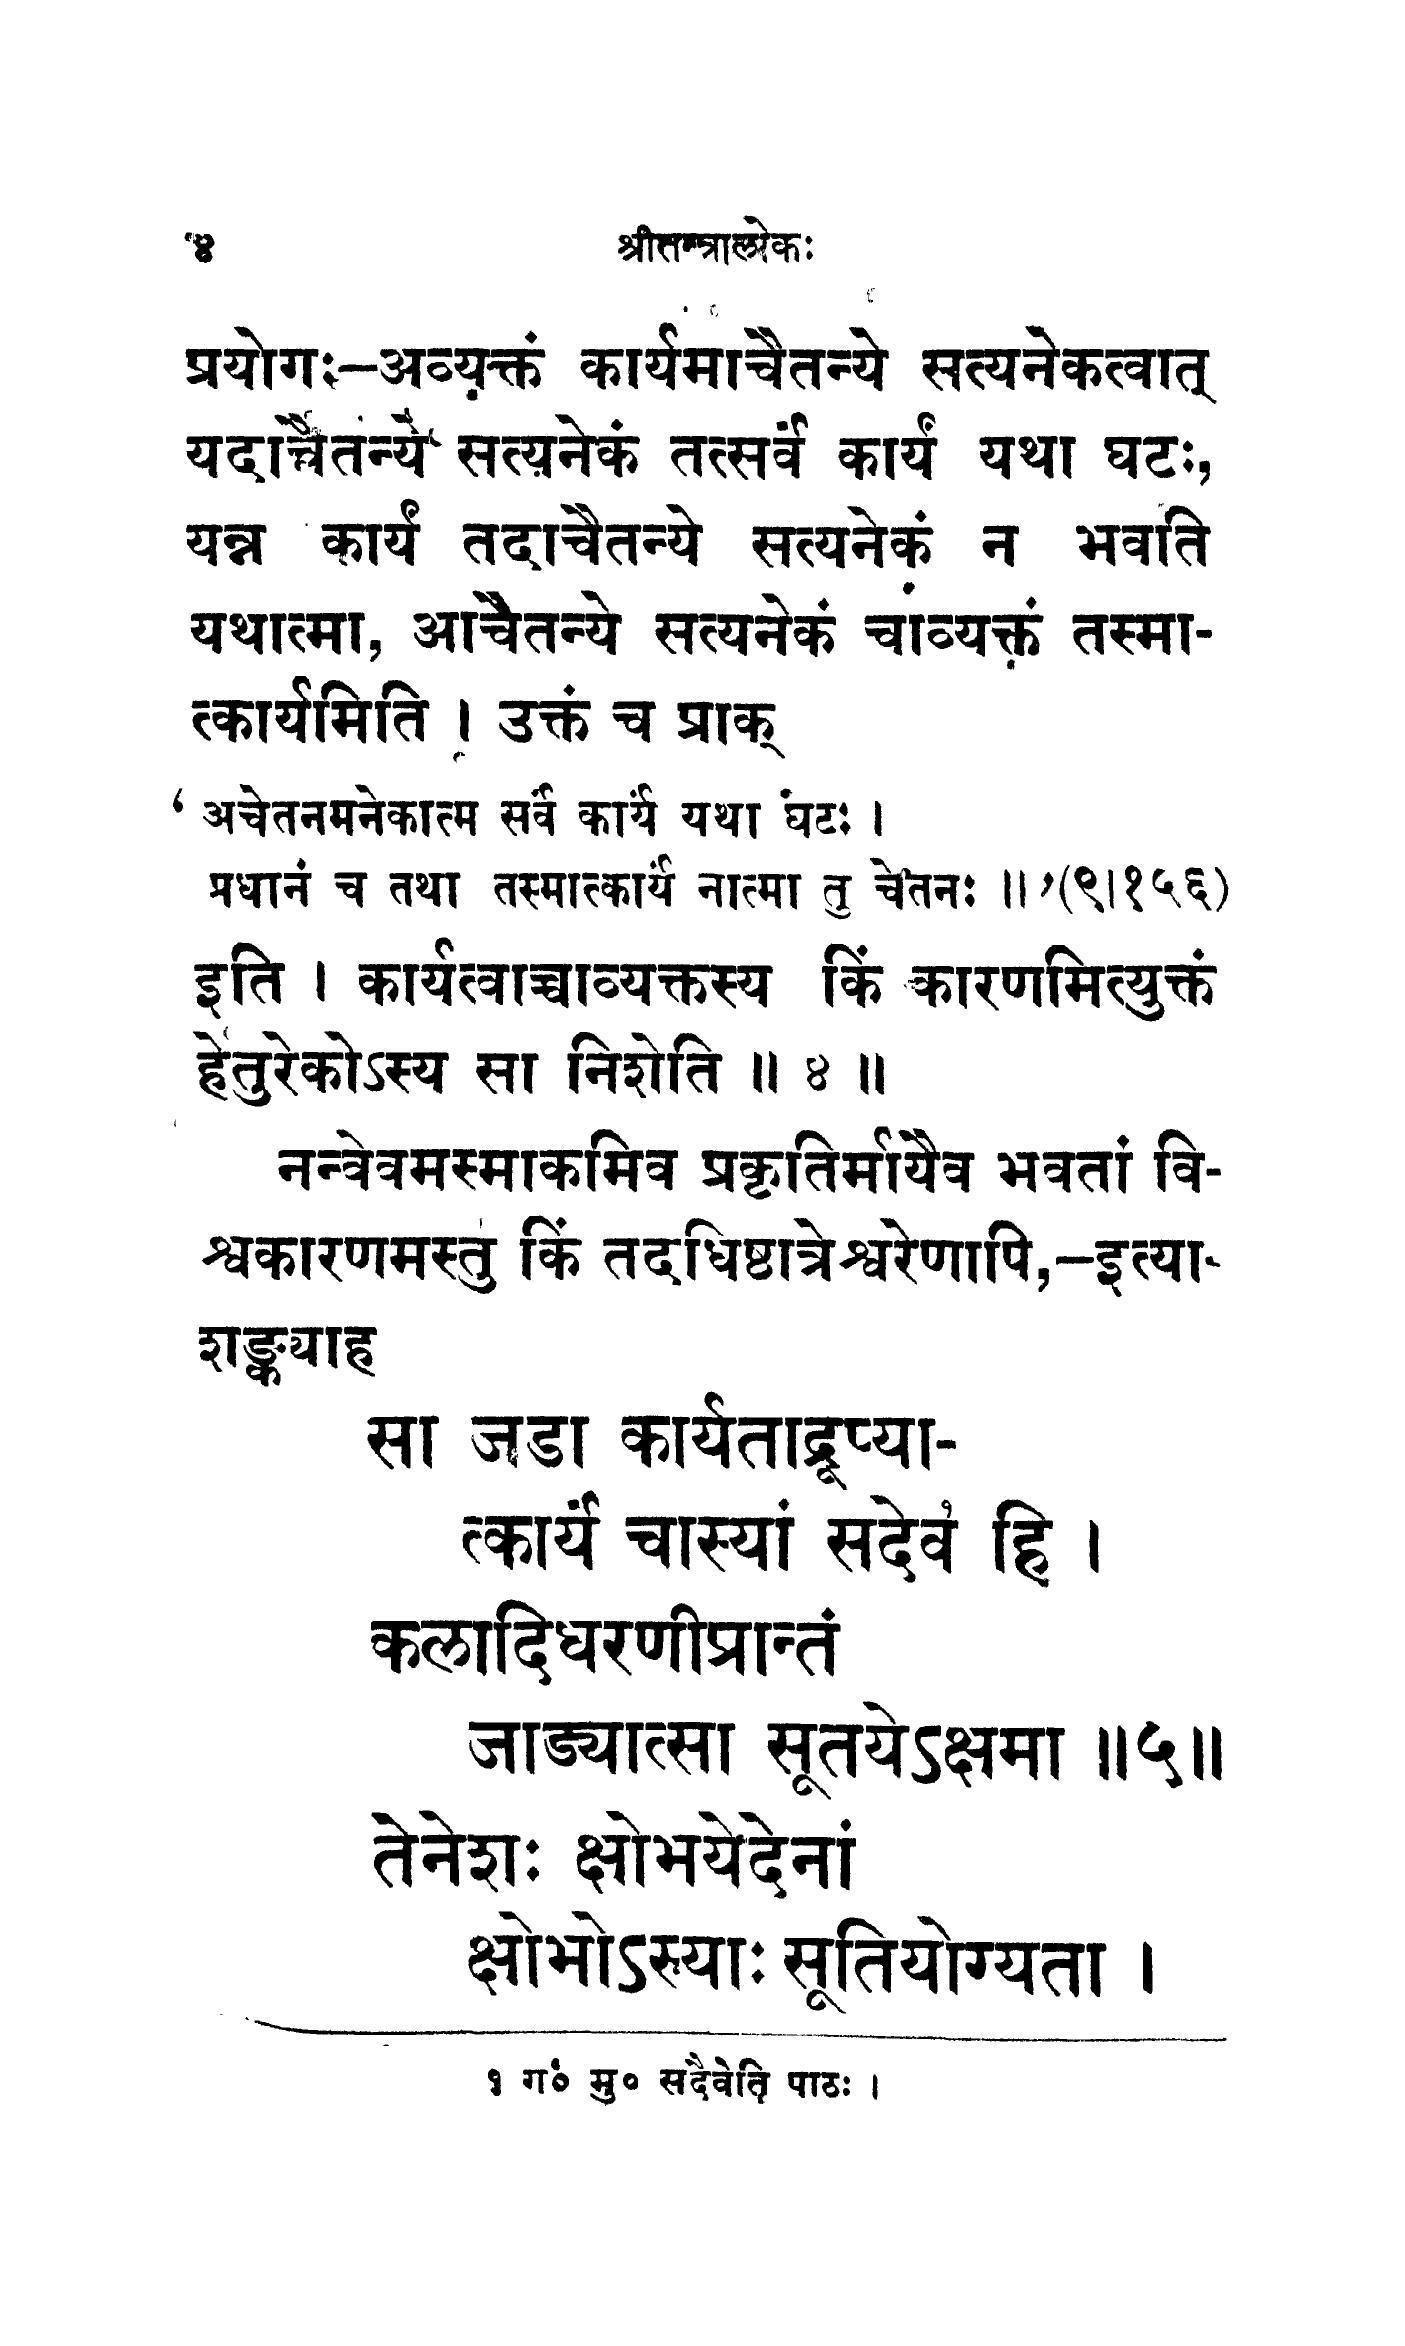 ४ श्रीतन्त्रालोकः
प्रयोगः—अव्यक्तं कार्यमाचैतन्ये सत्यनेकत्वात्
यदाचैतन्ये सत्यनेकं तत्सर्वं कार्यं यथा घटः,
यन्न कार्यं तदाचैतन्ये सत्यनेकं न भवति
यथात्मा, आचैतन्ये सत्यनेकं चाव्यक्तं तस्मा-
त्कार्यमिति । उक्तं च प्राक्
‘अचेतनमनेकात्म सर्वं कार्यं यथा घटः ।
प्रधानं च तथा तस्मात्कार्यं नात्मा तु चेतनः ॥’(९।१५६)
इति । कार्यत्वाच्चाव्यक्तस्य किं कारणमित्युक्तं
हेतुरेकोऽस्य सा निशेति ॥ ४ ॥
नन्वेवमस्माकमिव प्रकृतिर्मायैव भवतां वि-
श्वकारणमस्तु किं तदधिष्ठात्रेश्वरेणापि,—इत्या-
शङ्क्याह
सा जडा कार्यताद्रूप्या-
त्कार्यं चास्यां सदेव१ हि ।
कलादिधरणीप्रान्तं
जाड्यात्सा सूतयेऽक्षमा ॥५॥
तेनेशः क्षोभयेदेनां
क्षोभोऽस्याः सूतियोग्यता ।
१ ग० मु० सदैवेति पाठः ।